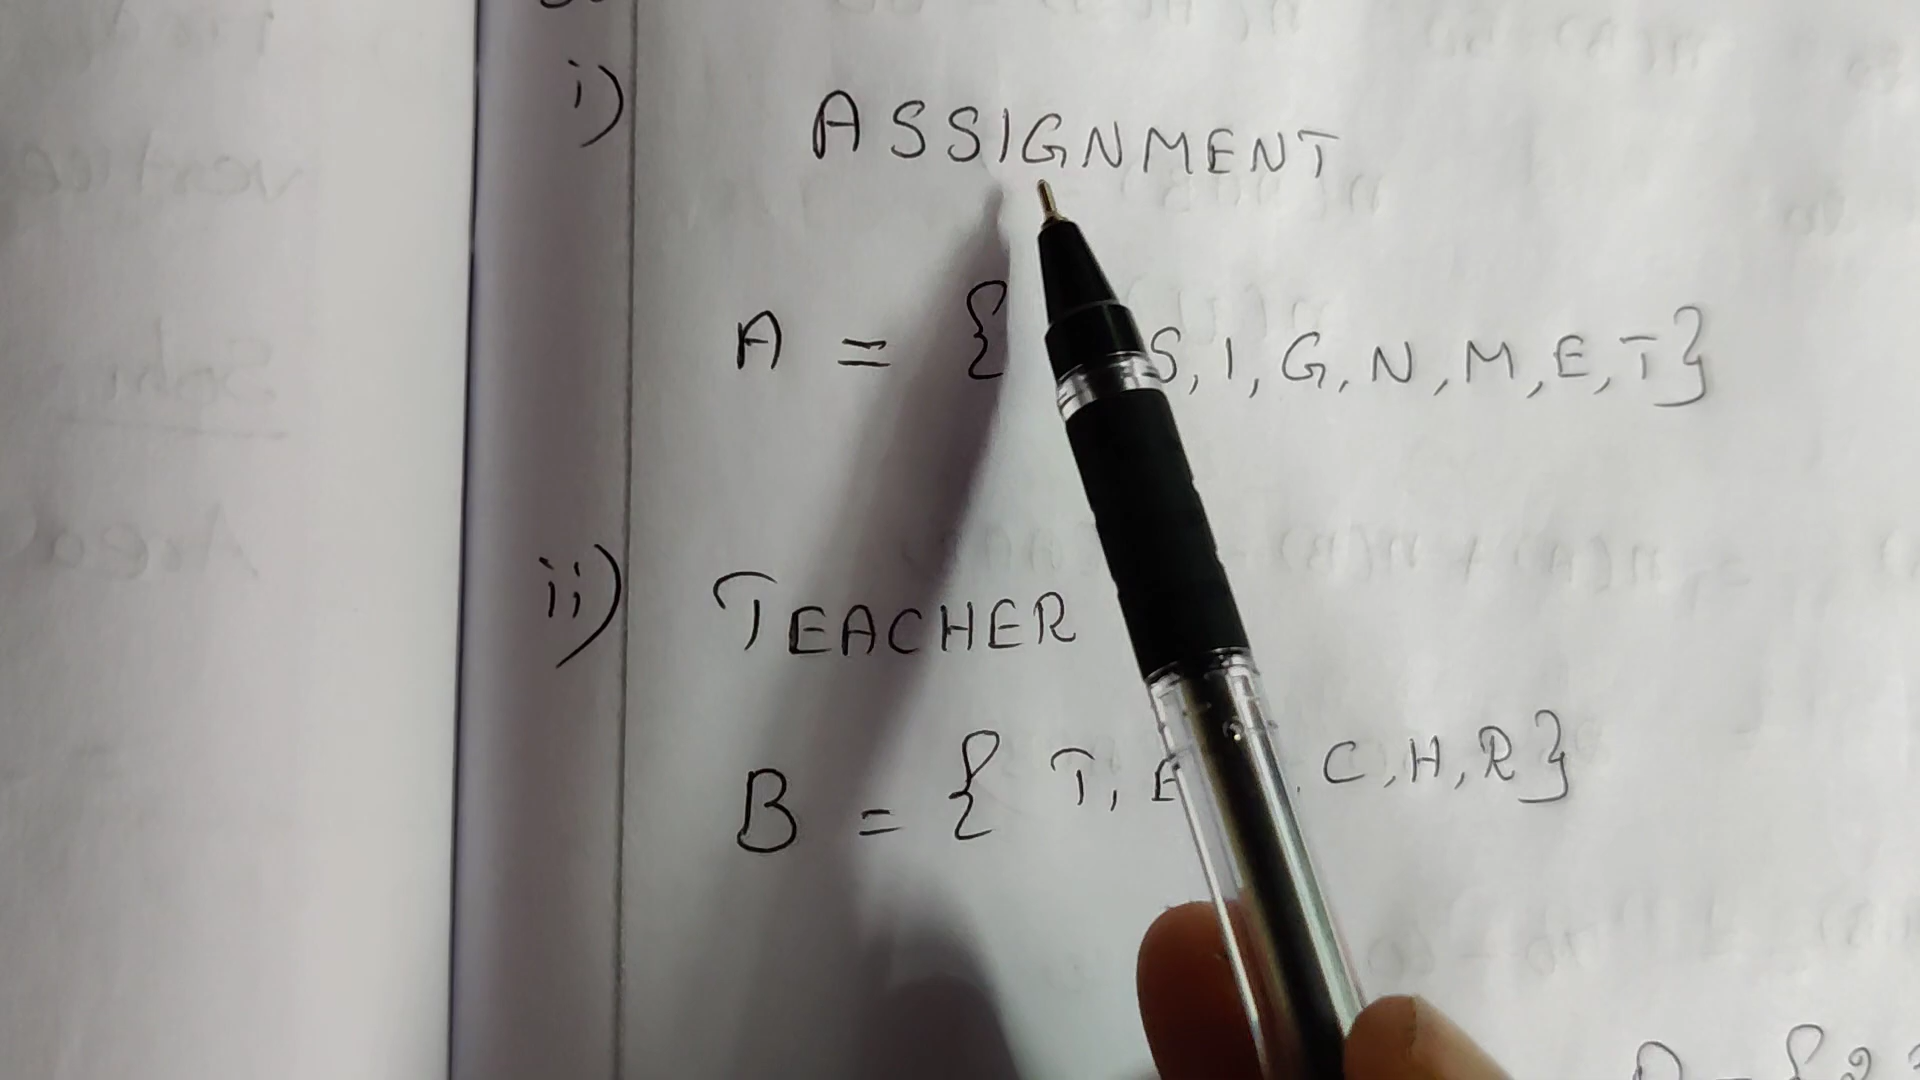 i) ASSIGNMENT
A = { S, I, G, N, M, E, T}
ii) TEACHER
B = { T, E , C, H, R}